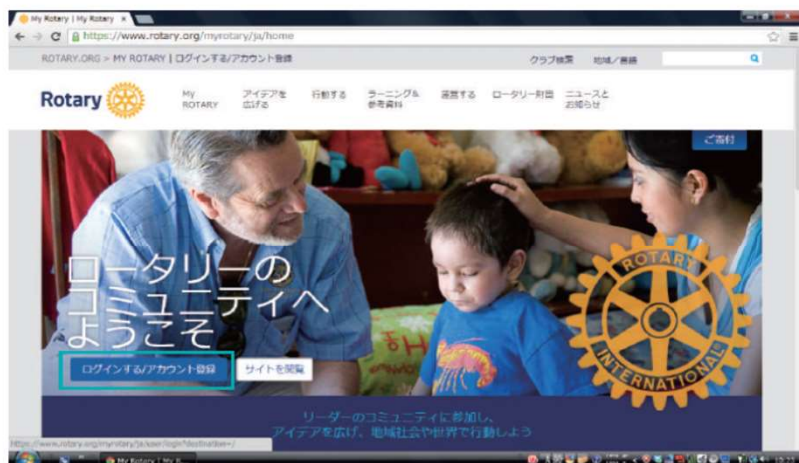 My Rotary | My Rotary
https://www.rotary.org/myrotary/ja/home
ROTARY.ORG > MY ROTARY | ログインする/アカウント登録
クラブ検索
地域/言語
Rotary
My ROTARY
アイデアを広げる
行動する
ラーニング&参考資料
運営する
ロータリー財団
ニュースとお知らせ
ご寄付
ロータリーの
コミュニティへ
ようこそ
ROTARY
INTERNATIONAL
ログインする/アカウント登録
サイトを閲覧
リーダーのコミュニティに参加し、
アイデアを広げ、地域社会や世界で行動しよう
https://www.rotary.org/myrotary/ja/user/login?destination=/
My Rotary | My R...